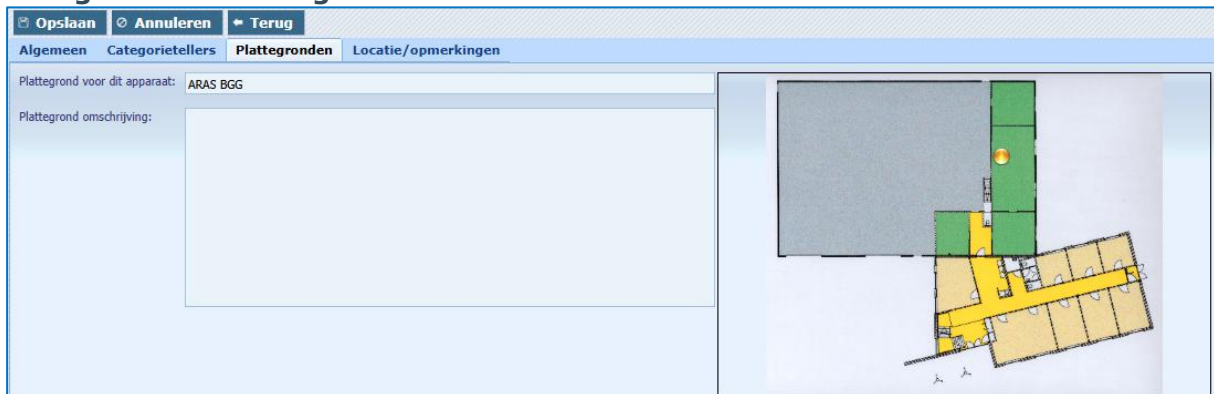 Opslaan Annuleren Terug
Algemeen Categorietellers Plattegronden Locatie/opmerkingen
Plattegrond voor dit apparaat: ARAS BGG
Plattegrond omschrijving: